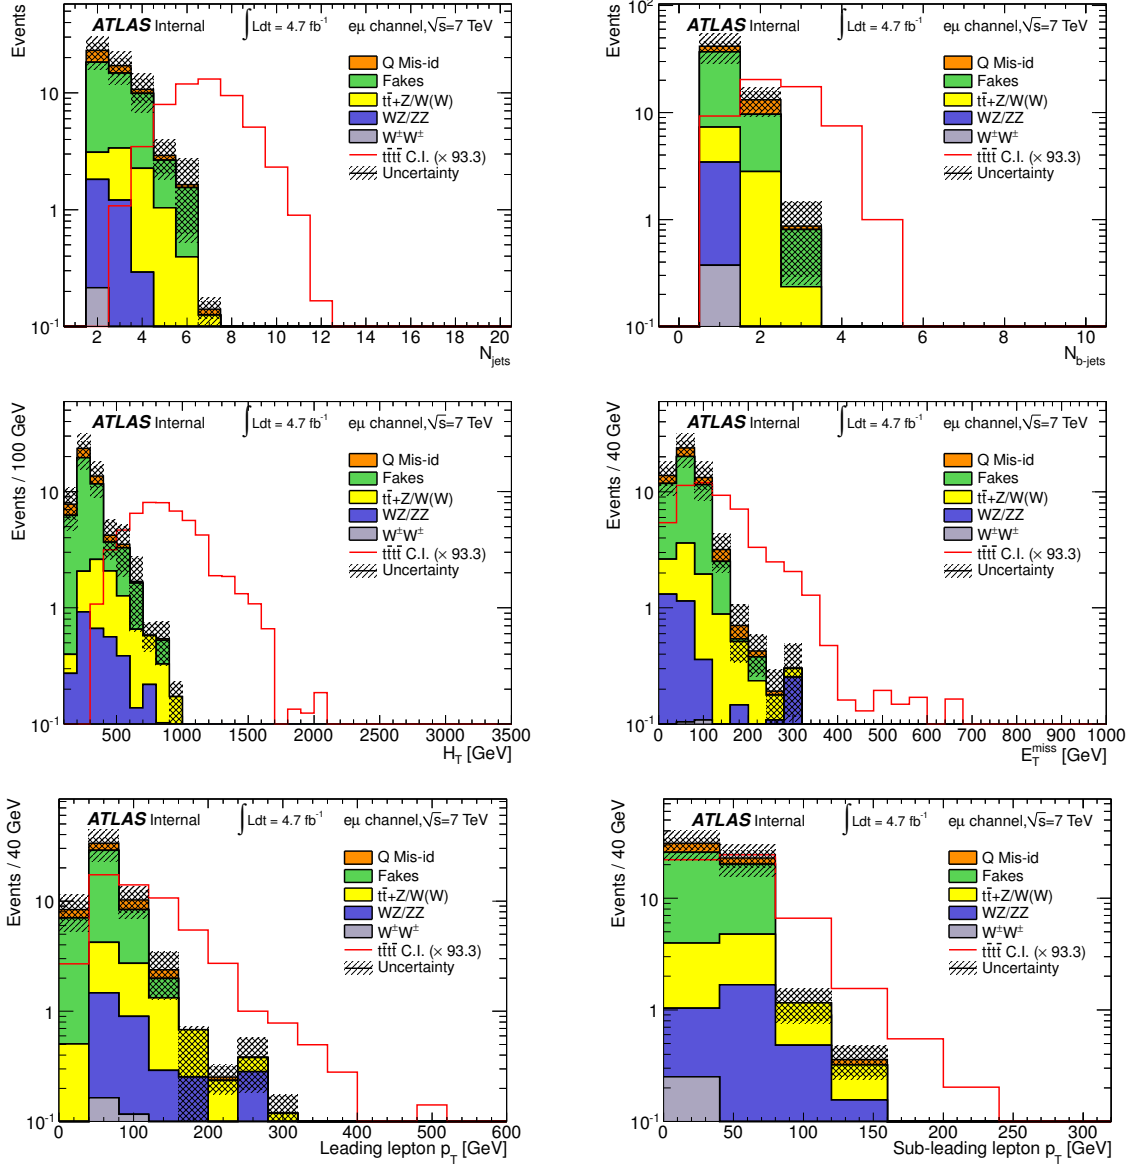 Events
ATLAS Internal
∫ Ldt = 4.7 fb⁻¹
eμ channel,√s=7 TeV
Q Mis-id
Fakes
tt̄+Z/W(W)
WZ/ZZ
W±W±
tt̄tt̄ C.I. (× 93.3)
Uncertainty
10
1
10⁻¹
2 4 6 8 10 12 14 16 18 20
N_jets
Events
ATLAS Internal
∫ Ldt = 4.7 fb⁻¹
eμ channel,√s=7 TeV
Q Mis-id
Fakes
tt̄+Z/W(W)
WZ/ZZ
W±W±
tt̄tt̄ C.I. (× 93.3)
Uncertainty
10²
10
1
10⁻¹
0 2 4 6 8 10
N_b-jets
Events / 100 GeV
ATLAS Internal
∫ Ldt = 4.7 fb⁻¹
eμ channel,√s=7 TeV
Q Mis-id
Fakes
tt̄+Z/W(W)
WZ/ZZ
W±W±
tt̄tt̄ C.I. (× 93.3)
Uncertainty
10
1
10⁻¹
500 1000 1500 2000 2500 3000 3500
H_T [GeV]
Events / 40 GeV
ATLAS Internal
∫ Ldt = 4.7 fb⁻¹
eμ channel,√s=7 TeV
Q Mis-id
Fakes
tt̄+Z/W(W)
WZ/ZZ
W±W±
tt̄tt̄ C.I. (× 93.3)
Uncertainty
10
1
10⁻¹
0 100 200 300 400 500 600 700 800 900 1000
E_T^miss [GeV]
Events / 40 GeV
ATLAS Internal
∫ Ldt = 4.7 fb⁻¹
eμ channel,√s=7 TeV
Q Mis-id
Fakes
tt̄+Z/W(W)
WZ/ZZ
W±W±
tt̄tt̄ C.I. (× 93.3)
Uncertainty
10
1
10⁻¹
0 100 200 300 400 500 600
Leading lepton p_T [GeV]
Events / 40 GeV
ATLAS Internal
∫ Ldt = 4.7 fb⁻¹
eμ channel,√s=7 TeV
Q Mis-id
Fakes
tt̄+Z/W(W)
WZ/ZZ
W±W±
tt̄tt̄ C.I. (× 93.3)
Uncertainty
10
1
10⁻¹
0 50 100 150 200 250 300
Sub-leading lepton p_T [GeV]